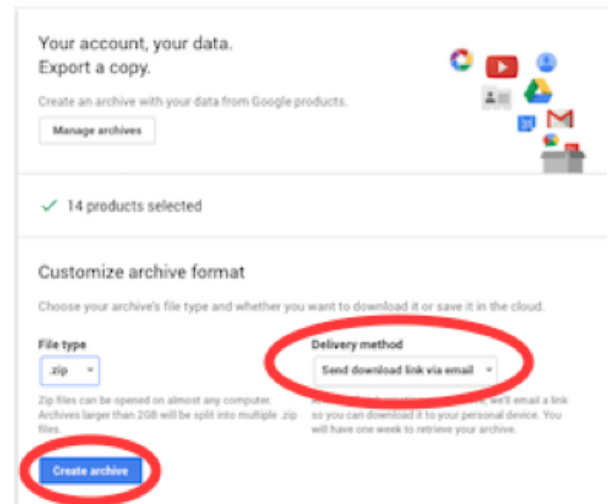 Your account, your data.
Export a copy.
Create an archive with your data from Google products.
Manage archives
31
14 products selected
Customize archive format
Choose your archive's file type and whether you want to download it or save it in the cloud.
File type
Delivery method
.zip
Send download link via email
Zip files can be opened on almost any computer.
Archives larger than 2GB will be split into multiple .zip
files.
we'll email a link
so you can download it to your personal device. You
will have one week to retrieve your archive.
Create archive